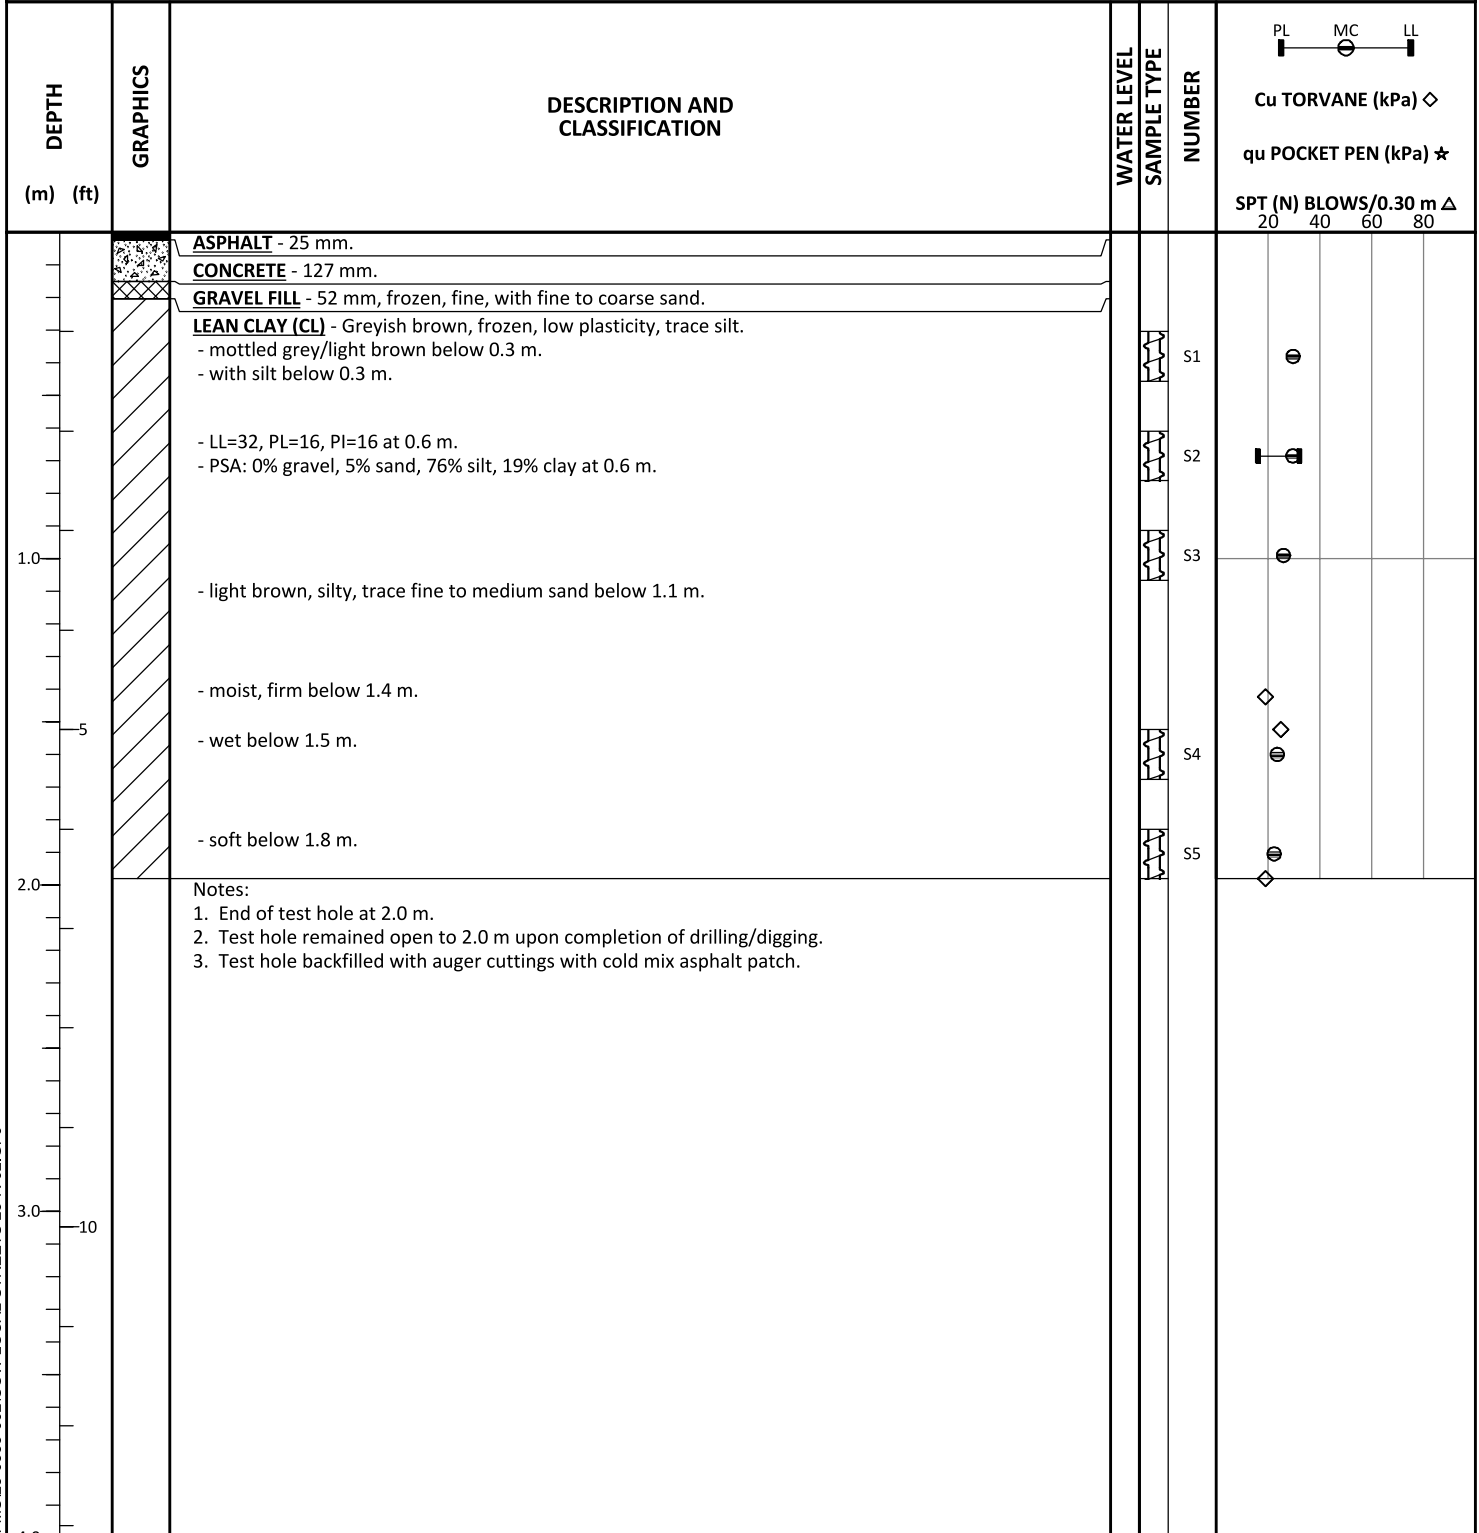 DEPTH
(m) (ft)
GRAPHICS
DESCRIPTION AND
CLASSIFICATION
WATER LEVEL
SAMPLE TYPE
NUMBER
PL MC LL
Cu TORVANE (kPa)
qu POCKET PEN (kPa)
SPT (N) BLOWS/0.30 m
20 40 60 80
ASPHALT - 25 mm.
CONCRETE - 127 mm.
GRAVEL FILL - 52 mm, frozen, fine, with fine to coarse sand.
LEAN CLAY (CL) - Greyish brown, frozen, low plasticity, trace silt.
- mottled grey/light brown below 0.3 m.
S1
- with silt below 0.3 m.
- LL=32, PL=16, PI=16 at 0.6 m.
S2
- PSA: 0% gravel, 5% sand, 76% silt, 19% clay at 0.6 m.
1.0
S3
- light brown, silty, trace fine to medium sand below 1.1 m.
- moist, firm below 1.4 m.
5
- wet below 1.5 m.
S4
- soft below 1.8 m.
S5
2.0
Notes:
1. End of test hole at 2.0 m.
2. Test hole remained open to 2.0 m upon completion of drilling/digging.
3. Test hole backfilled with auger cuttings with cold mix asphalt patch.
3.0
10